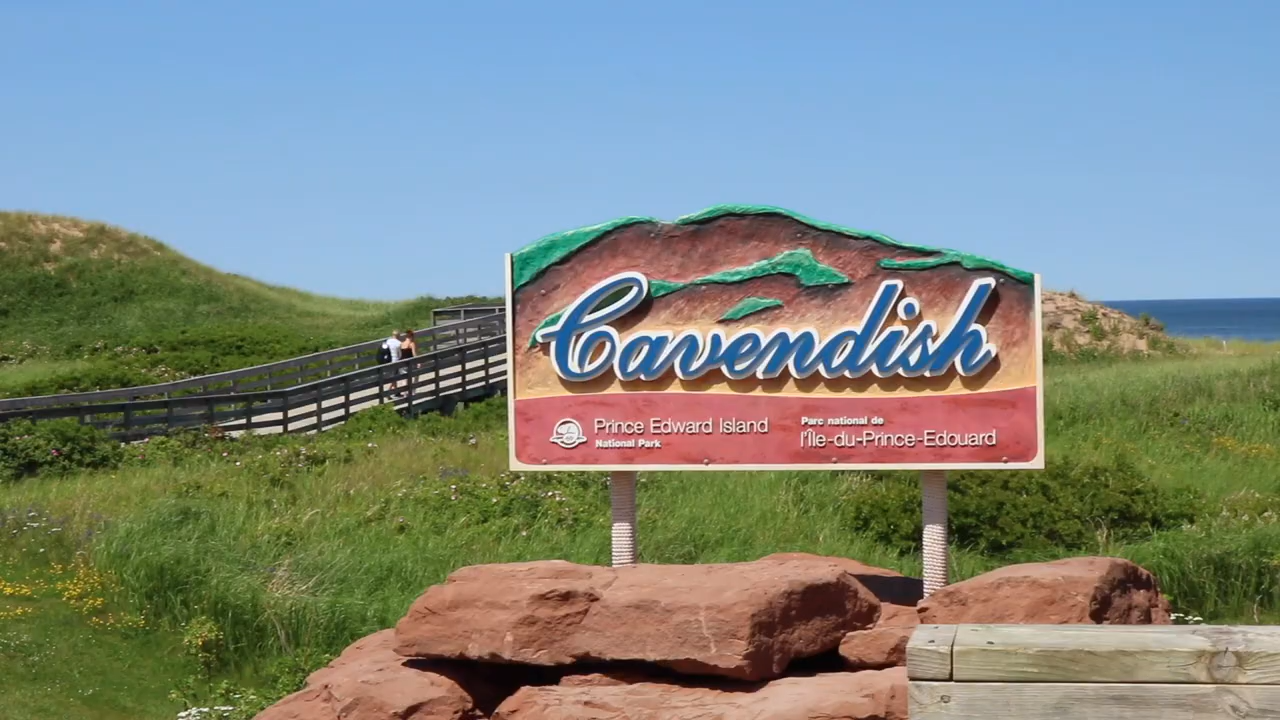 Cavendish
Prince Edward Island
National Park
Parc national de
l'Île-du-Prince-Edouard